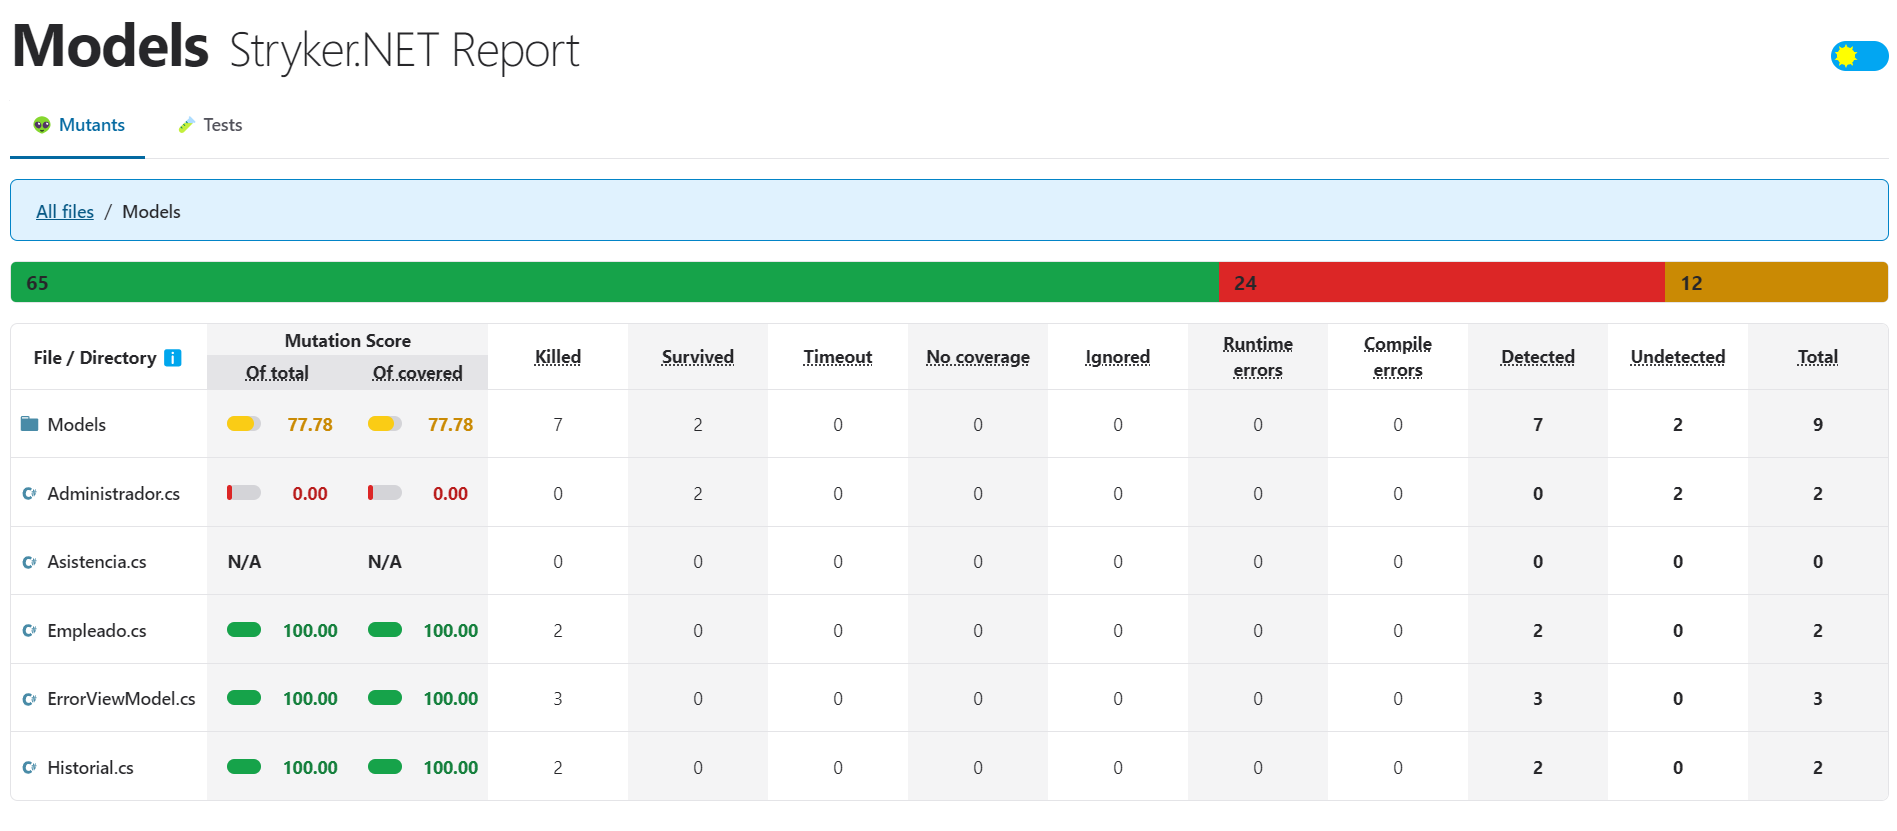 Models Stryker.NET Report
Mutants Tests
All files / Models
65 24 12
File / Directory i Mutation Score Of total Of covered Killed Survived Timeout No coverage Ignored Runtime errors Compile errors Detected Undetected Total
Models 77.78 77.78 7 2 0 0 0 0 0 7 2 9
C# Administrador.cs 0.00 0.00 0 2 0 0 0 0 0 0 2 2
C# Asistencia.cs N/A N/A 0 0 0 0 0 0 0 0 0 0
C# Empleado.cs 100.00 100.00 2 0 0 0 0 0 0 2 0 2
C# ErrorViewModel.cs 100.00 100.00 3 0 0 0 0 0 0 3 0 3
C# Historial.cs 100.00 100.00 2 0 0 0 0 0 0 2 0 2